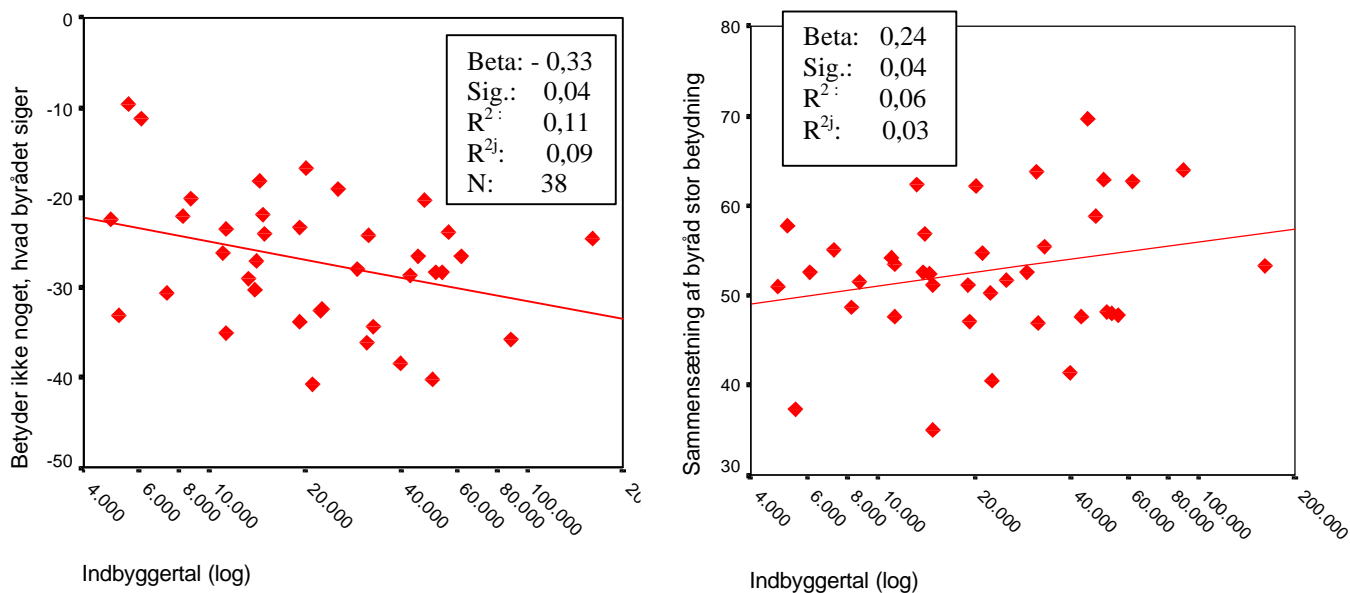 Betyder ikke noget, hvad byrådet siger
0
-10
-20
-30
-40
-50
Beta: - 0,33
Sig.: 0,04
R2 : 0,11
R2j: 0,09
N: 38
4.000
6.000
8.000
10.000
20.000
40.000
60.000
80.000
100.000
20
Indbyggertal (log)
Sammensætning af byråd stor betydning
80
70
60
50
40
30
Beta: 0,24
Sig.: 0,04
R2 : 0,06
R2j: 0,03
4.000
6.000
8.000
10.000
20.000
40.000
60.000
80.000
100.000
200.000
Indbyggertal (log)